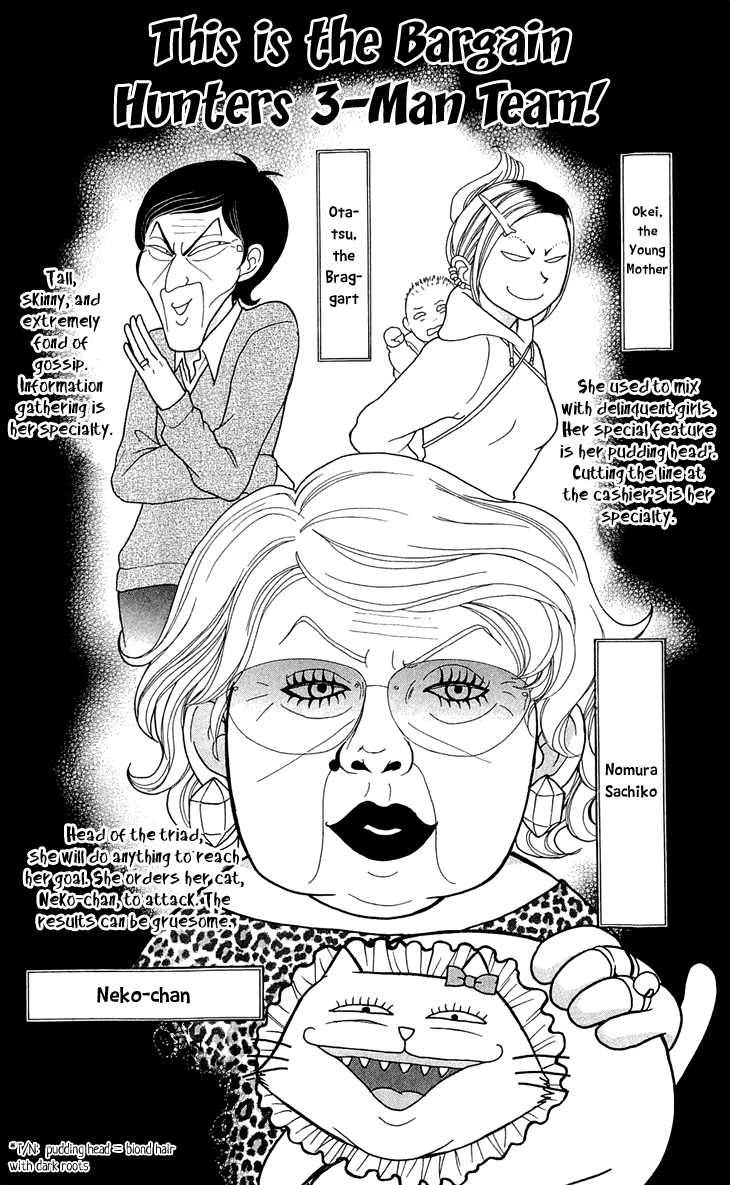 This is the Bargain
Hunters 3-Man Team!
Ota-
tsu,
the
Brag-
gart
Okei,
the
Young
Mother
Tall,
skinny, and
extremely
fond of
gossip.
Information
gathering is
her specialty.
She used to mix
with delinquent girls.
Her special feature
is her pudding head*.
Cutting the line at
the cashier's is her
specialty.
Nomura
Sachiko
Head of the triad,
she will do anything to reach
her goal. She orders her cat,
Neko-chan, to attack. The
results can be gruesome.
Neko-chan
*T/N: pudding head = blond hair
with dark roots